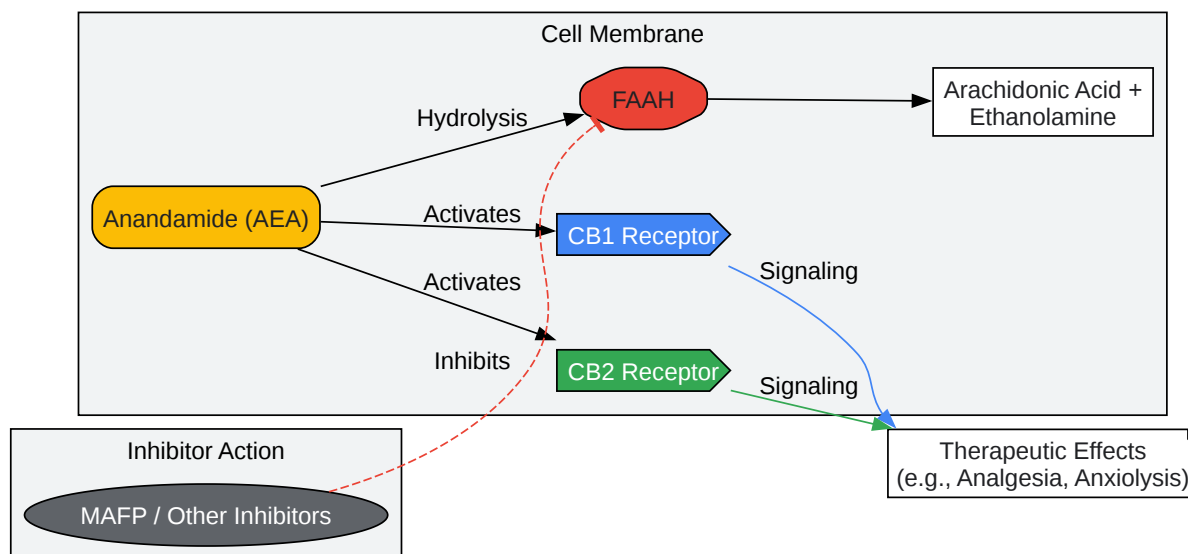 Cell Membrane
FAAH
Arachidonic Acid +
Ethanolamine
Hydrolysis
Anandamide (AEA)
Activates
CB1 Receptor
Signaling
Activates
Inhibits
CB2 Receptor
Signaling
Inhibitor Action
Therapeutic Effects
(e.g., Analgesia, Anxiolysis)
MAFP / Other Inhibitors